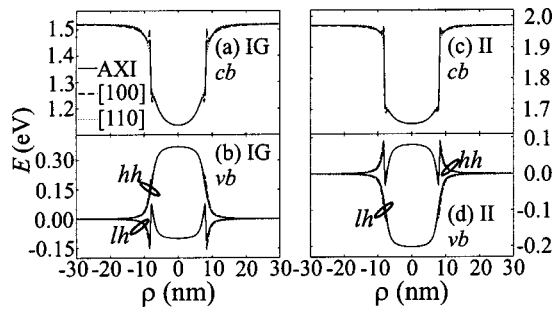 1.5
1.4
1.3
1.2
(a) IG
cb
AXI
[100]
[110]
E (eV)
0.30
0.15
0.00
-0.15
(b) IG
vb
hh
lh
-30 -20 -10 0 10 20 30
ρ (nm)
(c) II
cb
2.0
1.9
1.8
1.7
0.1
0.0
-0.1
-0.2
hh
lh
(d) II
vb
-30 -20 -10 0 10 20 30
ρ (nm)